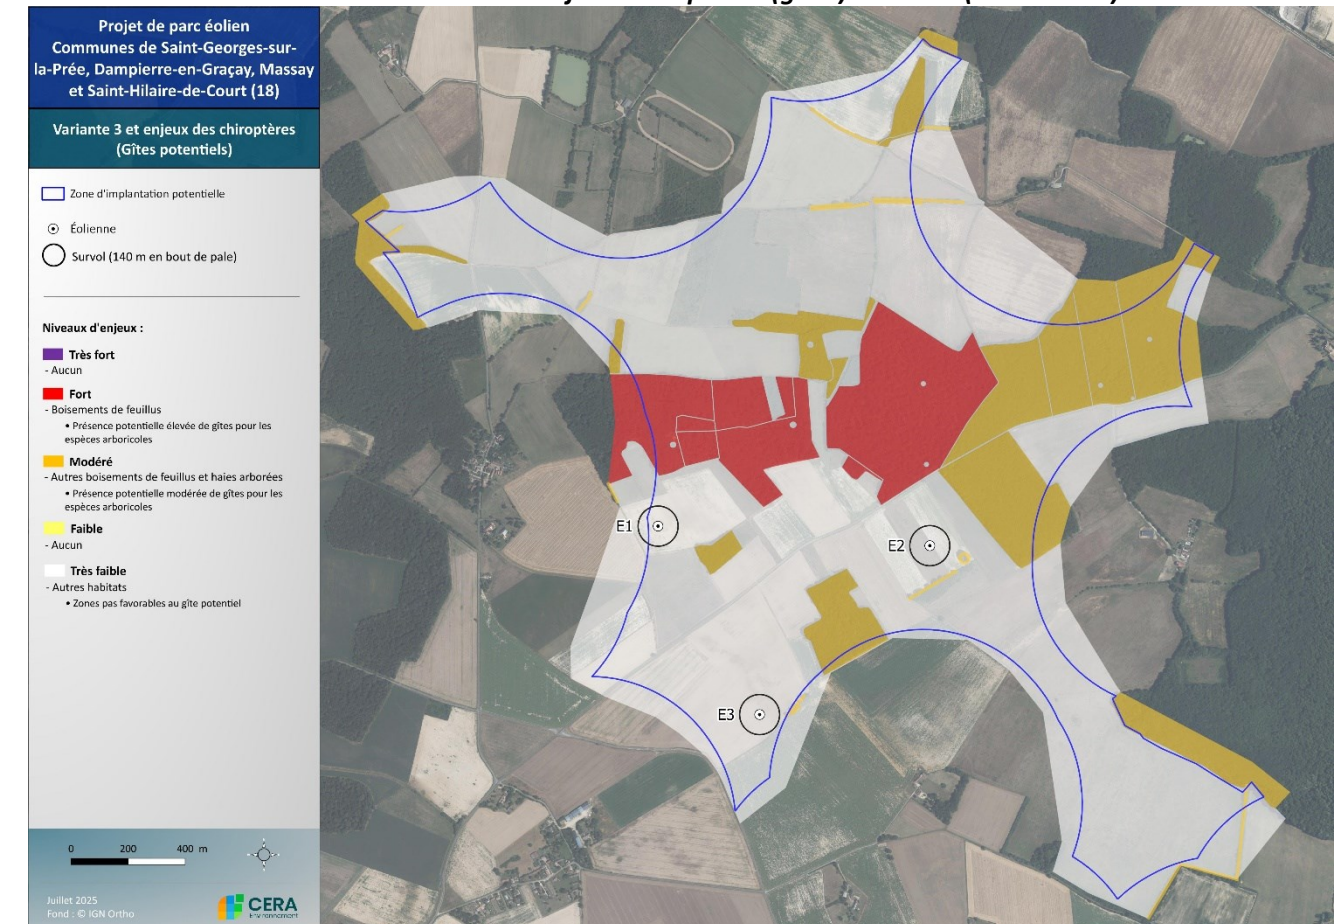 Projet de parc éolien
Communes de Saint-Georges-sur-
la-Prée, Dampierre-en-Graçay, Massay
et Saint-Hilaire-de-Court (18)
Variante 3 et enjeux des chiroptères
(Gîtes potentiels)
Zone d'implantation potentielle
Éolienne
Survol (140 m en bout de pale)
Niveaux d'enjeux :
Très fort
- Aucun
Fort
- Boisements de feuillus
• Présence potentielle élevée de gîtes pour les
espèces arboricoles
Modéré
- Autres boisements de feuillus et haies arborées
• Présence potentielle modérée de gîtes pour les
espèces arboricoles
Faible
- Aucun
Très faible
- Autres habitats
• Zones pas favorables au gîte potentiel
0 200 400 m
Juillet 2025
Fond : © IGN Ortho
CERA
Environnement
E1
E2
E3